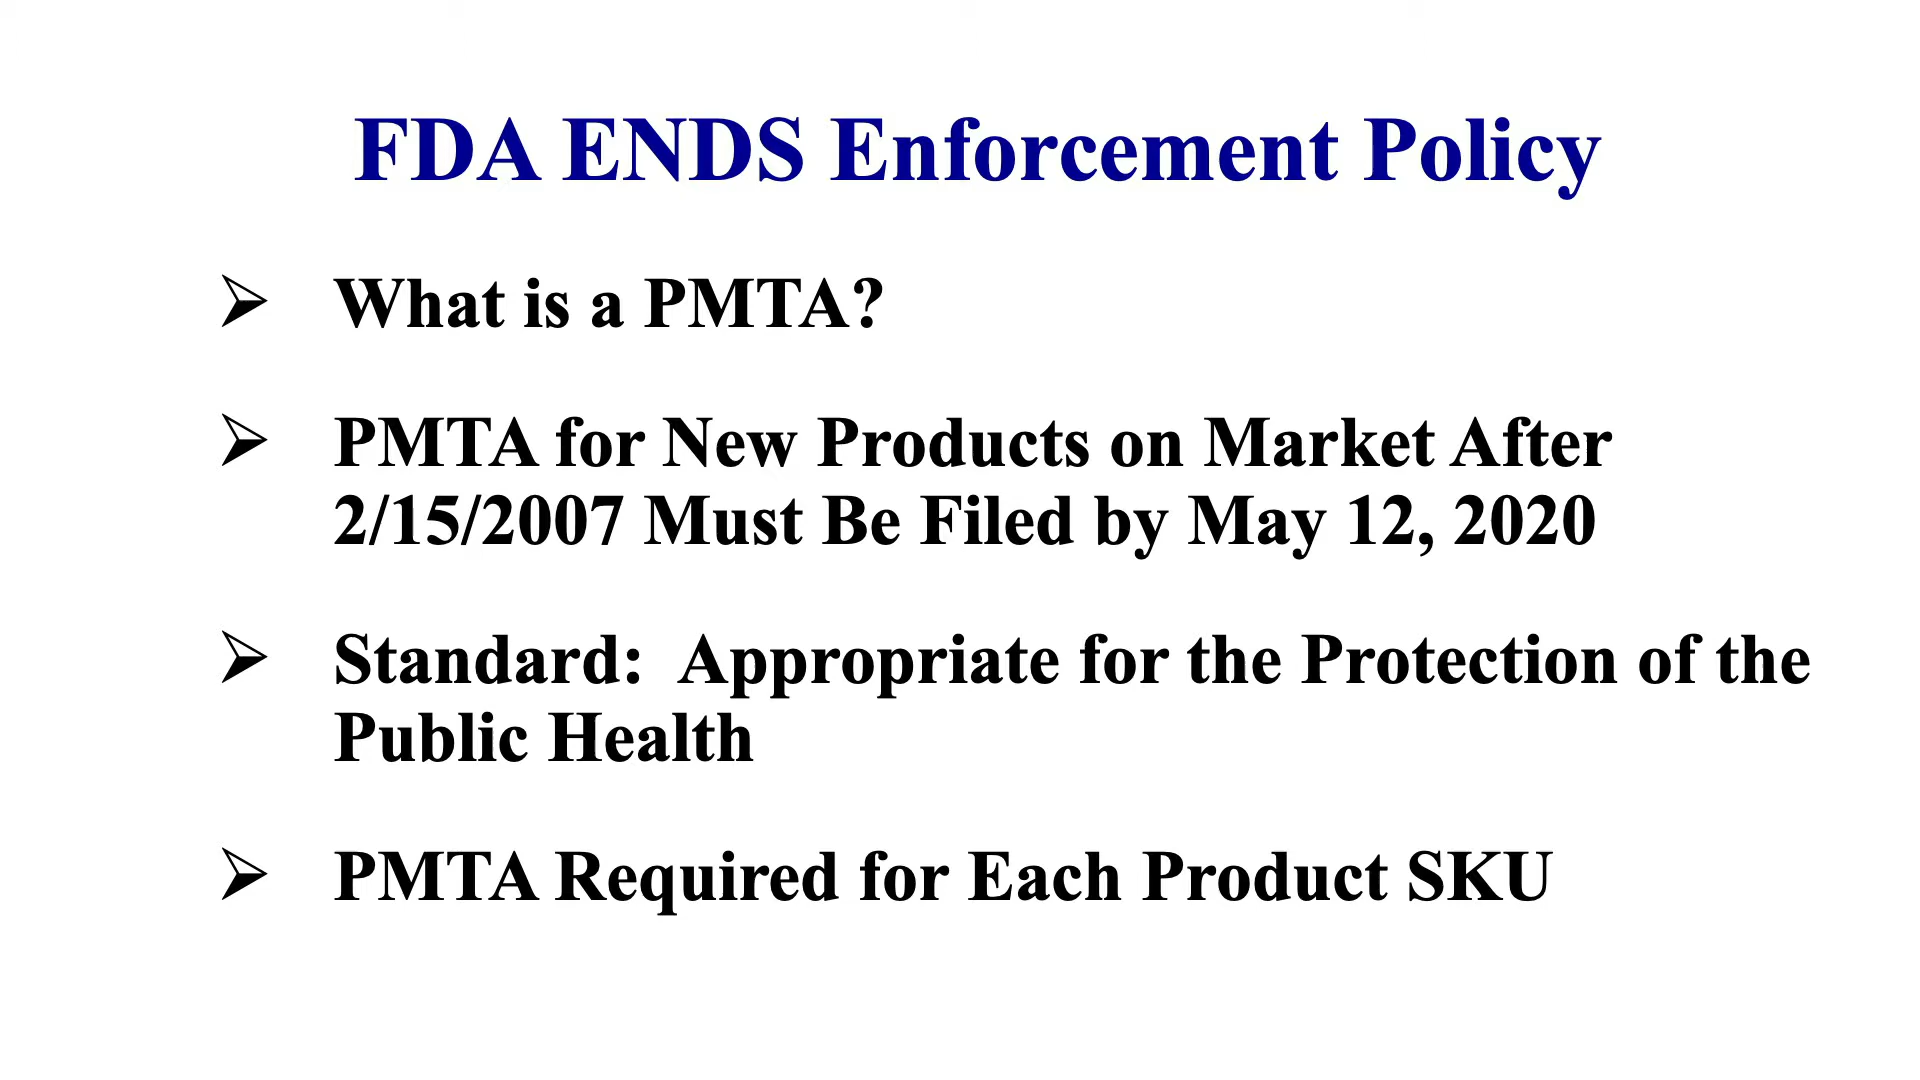 FDA ENDS Enforcement Policy
➢ What is a PMTA?
➢ PMTA for New Products on Market After
2/15/2007 Must Be Filed by May 12, 2020
➢ Standard:  Appropriate for the Protection of the
Public Health
➢ PMTA Required for Each Product SKU